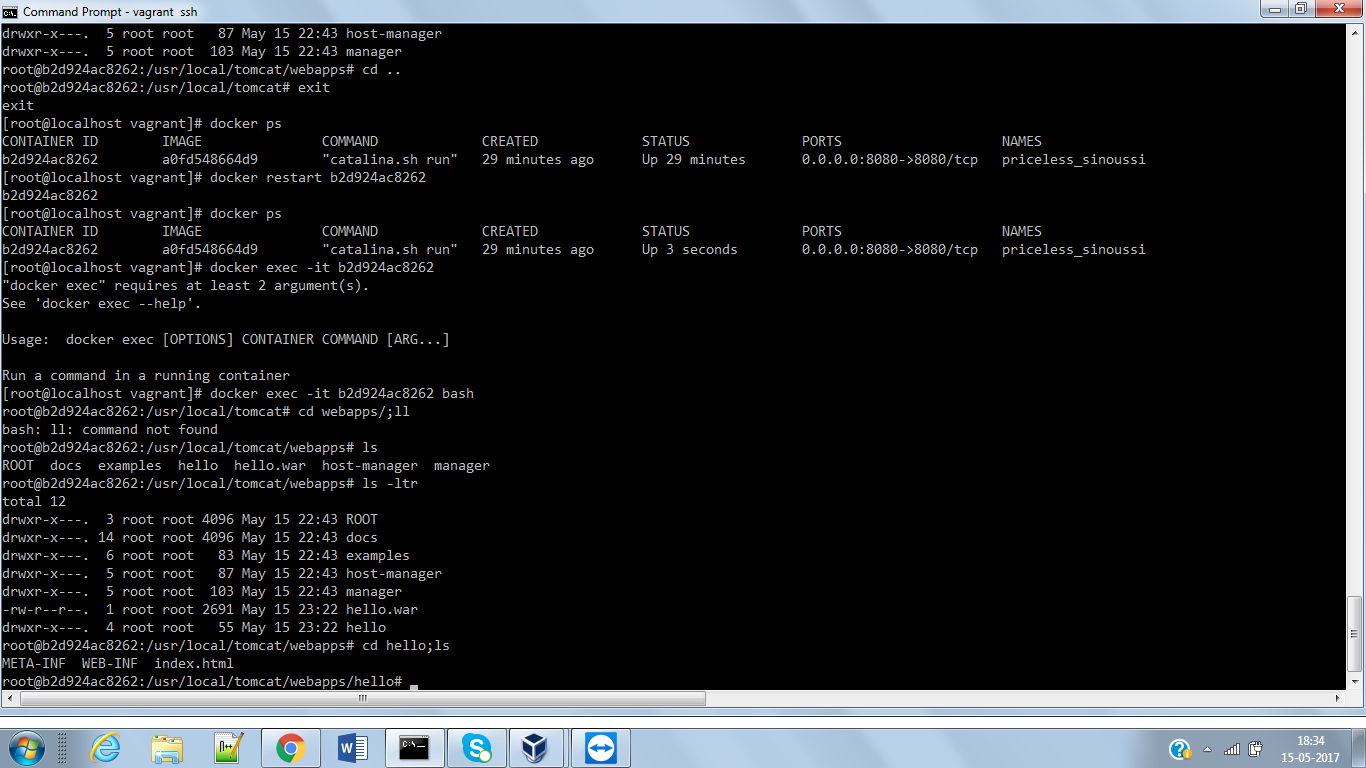 Command Prompt - vagrant  ssh
drwxr-x---.  5 root root   87 May 15 22:43 host-manager
drwxr-x---.  5 root root  103 May 15 22:43 manager
root@b2d924ac8262:/usr/local/tomcat/webapps# cd ..
root@b2d924ac8262:/usr/local/tomcat# exit
exit
[root@localhost vagrant]# docker ps
CONTAINER ID        IMAGE               COMMAND             CREATED             STATUS              PORTS                    NAMES
b2d924ac8262        a0fd548664d9        "catalina.sh run"   29 minutes ago      Up 29 minutes       0.0.0.0:8080->8080/tcp   priceless_sinoussi
[root@localhost vagrant]# docker restart b2d924ac8262
b2d924ac8262
[root@localhost vagrant]# docker ps
CONTAINER ID        IMAGE               COMMAND             CREATED             STATUS              PORTS                    NAMES
b2d924ac8262        a0fd548664d9        "catalina.sh run"   29 minutes ago      Up 3 seconds        0.0.0.0:8080->8080/tcp   priceless_sinoussi
[root@localhost vagrant]# docker exec -it b2d924ac8262
"docker exec" requires at least 2 argument(s).
See 'docker exec --help'.

Usage:  docker exec [OPTIONS] CONTAINER COMMAND [ARG...]

Run a command in a running container
[root@localhost vagrant]# docker exec -it b2d924ac8262 bash
root@b2d924ac8262:/usr/local/tomcat# cd webapps/;ll
bash: ll: command not found
root@b2d924ac8262:/usr/local/tomcat/webapps# ls
ROOT  docs  examples  hello  hello.war  host-manager  manager
root@b2d924ac8262:/usr/local/tomcat/webapps# ls -ltr
total 12
drwxr-x---.  3 root root 4096 May 15 22:43 ROOT
drwxr-x---. 14 root root 4096 May 15 22:43 docs
drwxr-x---.  6 root root   83 May 15 22:43 examples
drwxr-x---.  5 root root   87 May 15 22:43 host-manager
drwxr-x---.  5 root root  103 May 15 22:43 manager
-rw-r--r--.  1 root root 2691 May 15 23:22 hello.war
drwxr-x---.  4 root root   55 May 15 23:22 hello
root@b2d924ac8262:/usr/local/tomcat/webapps# cd hello;ls
META-INF  WEB-INF  index.html
root@b2d924ac8262:/usr/local/tomcat/webapps/hello#
18:34
15-05-2017